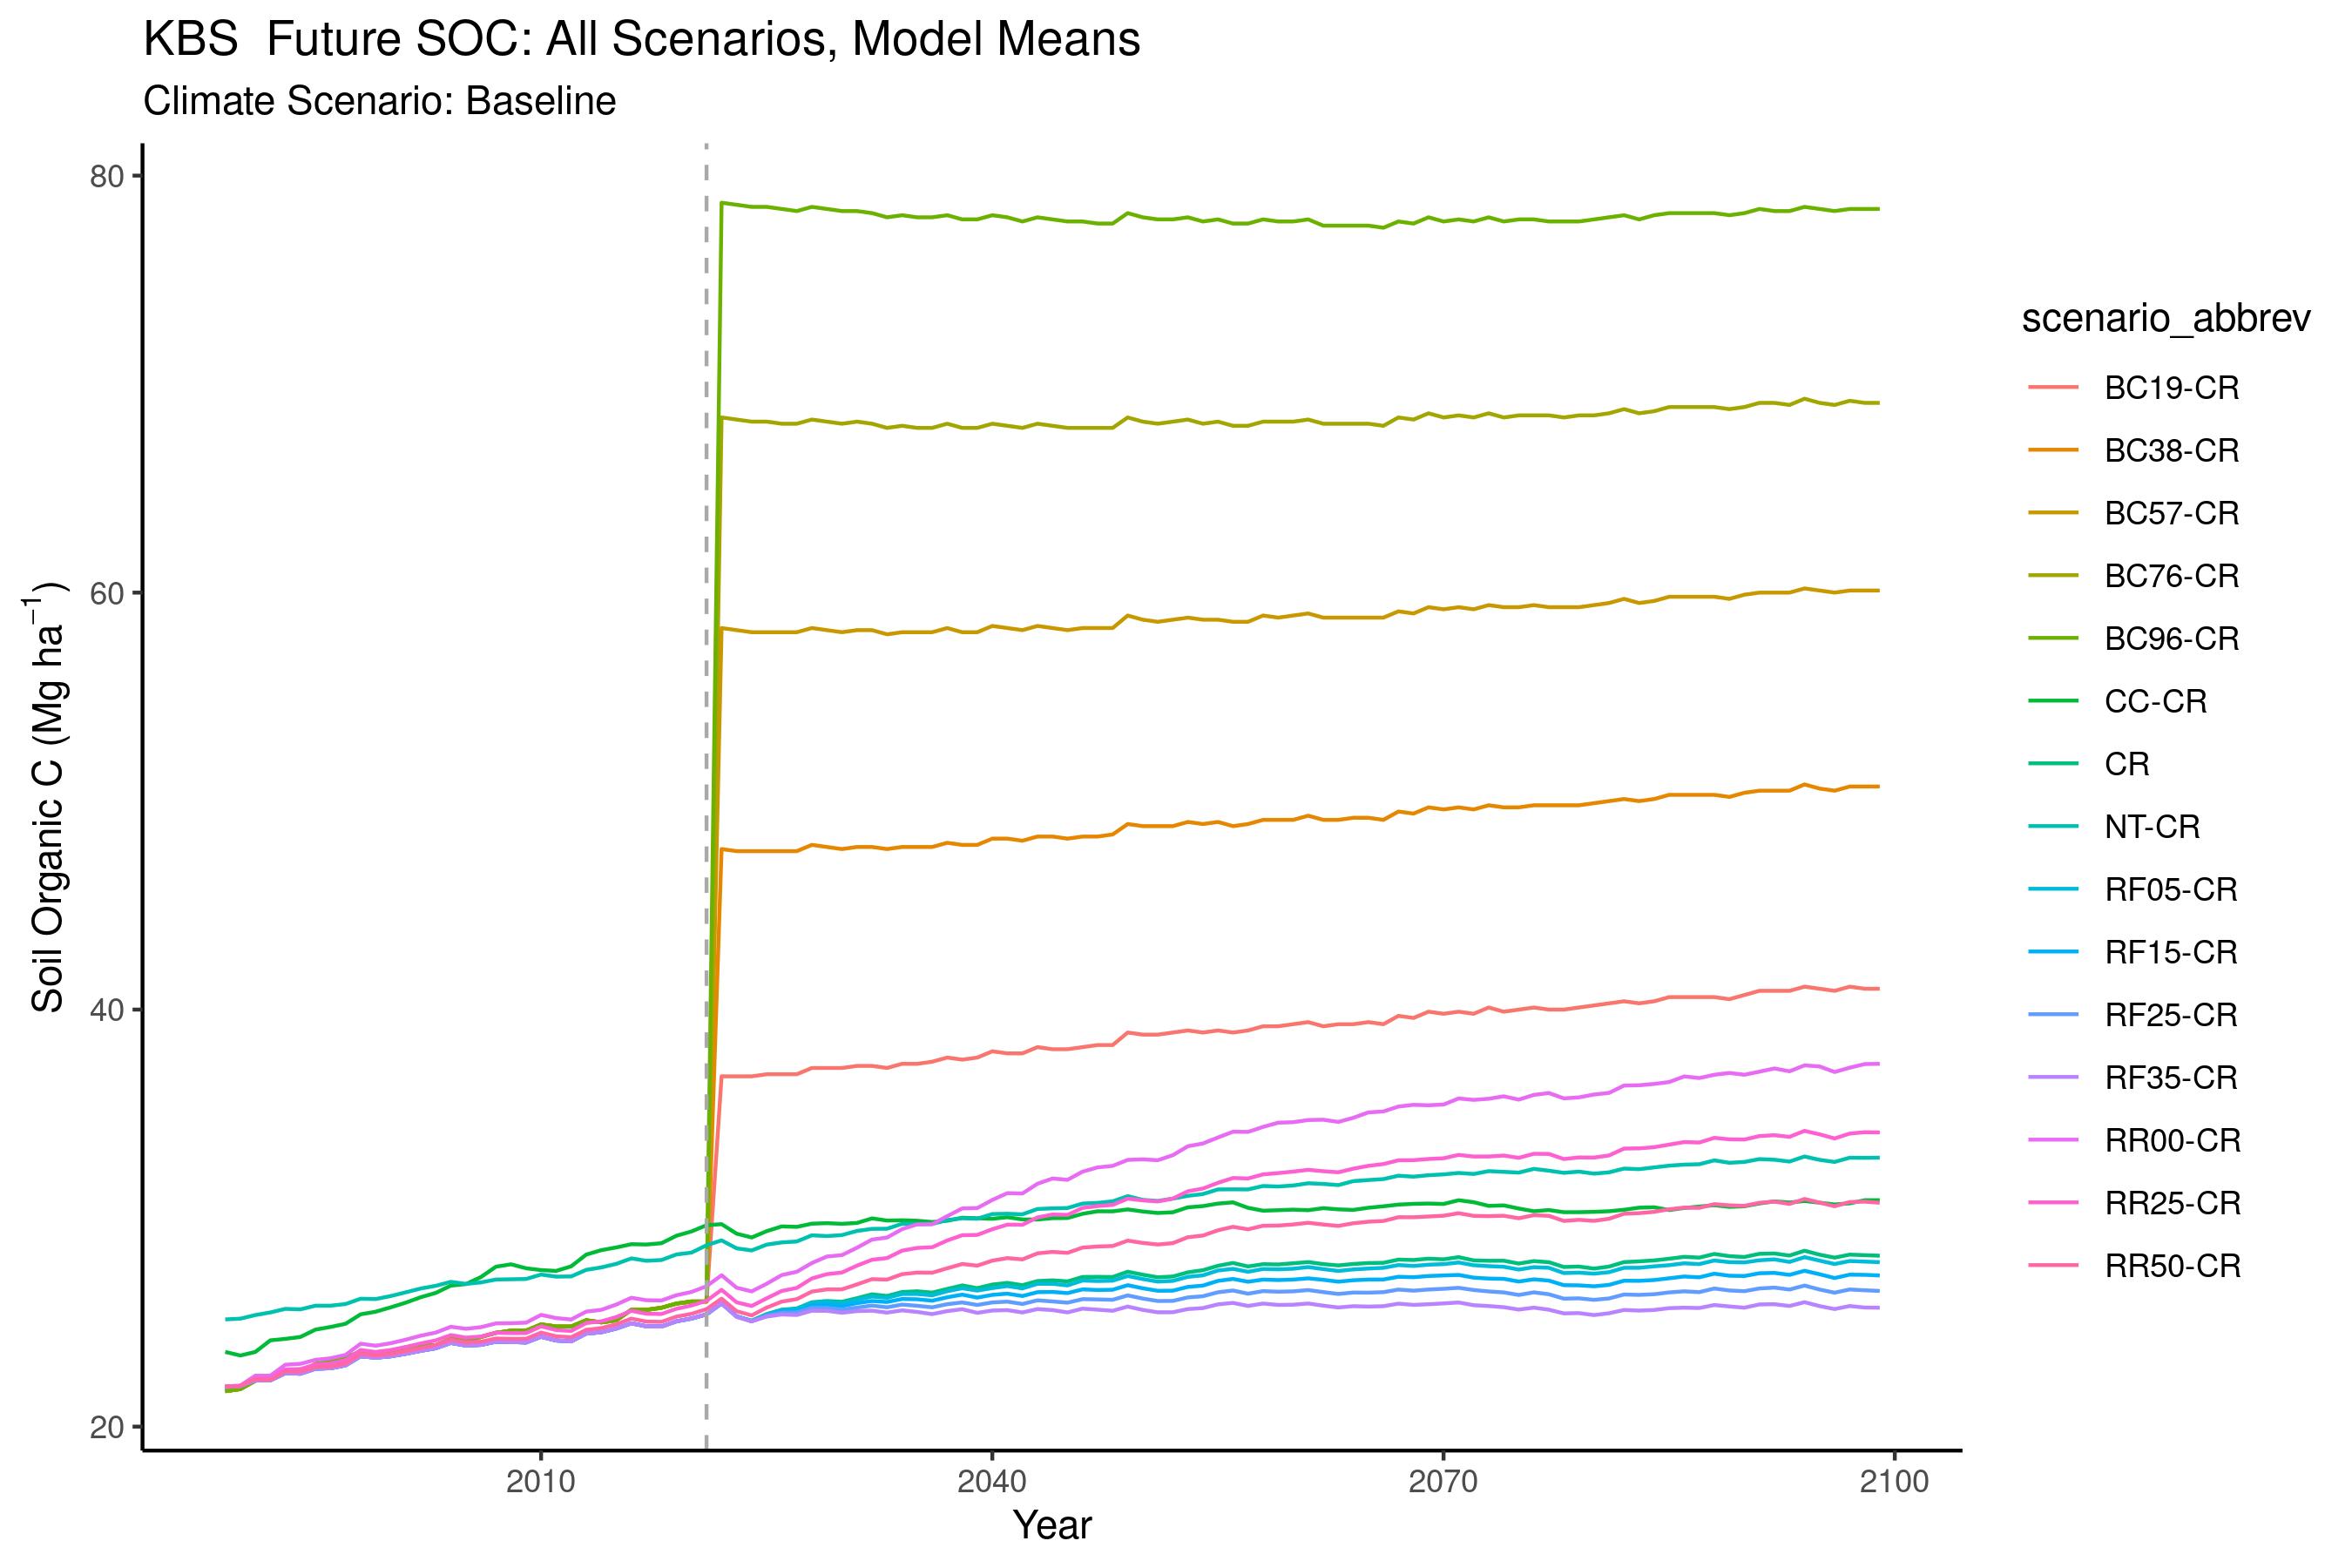 KBS  Future SOC: All Scenarios, Model Means
Climate Scenario: Baseline
80
60
40
20
Soil Organic C (Mg ha⁻¹)
2010
2040
2070
2100
Year
scenario_abbrev
BC19-CR
BC38-CR
BC57-CR
BC76-CR
BC96-CR
CC-CR
CR
NT-CR
RF05-CR
RF15-CR
RF25-CR
RF35-CR
RR00-CR
RR25-CR
RR50-CR